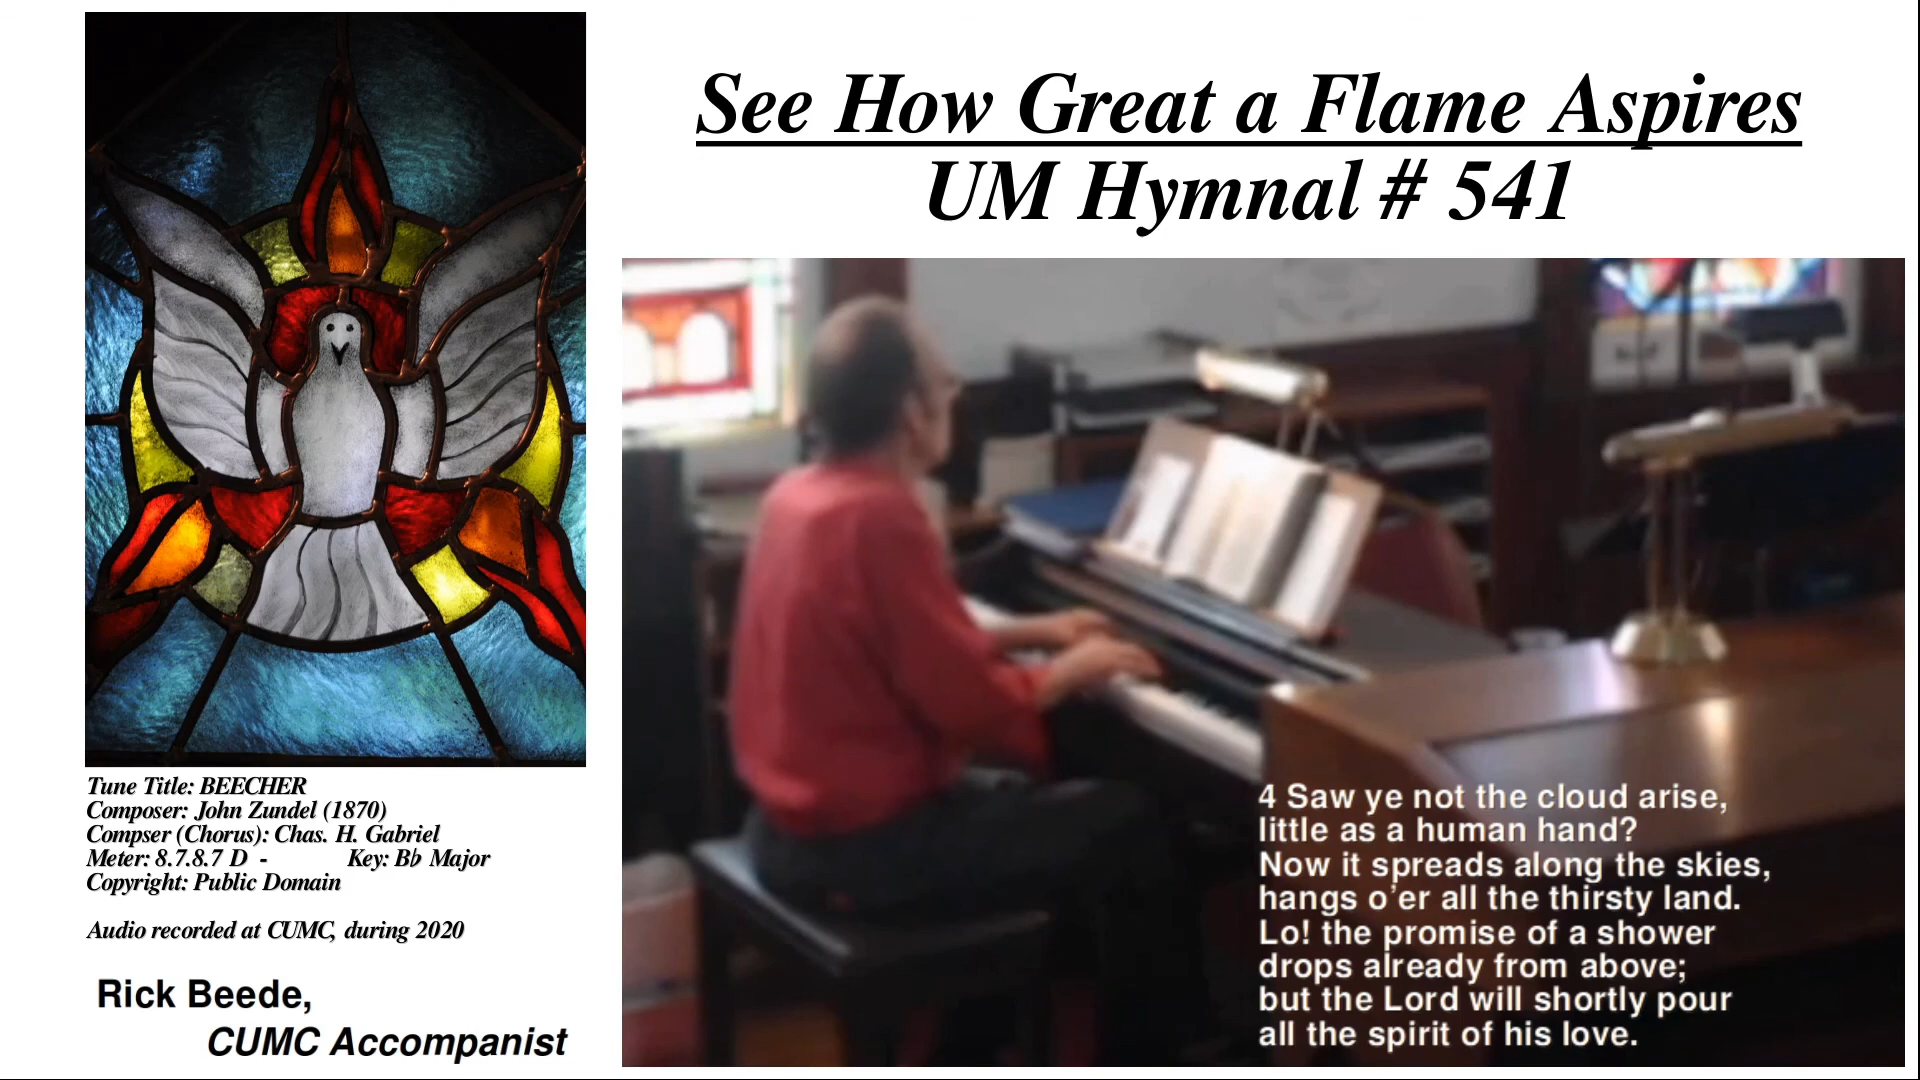 See How Great a Flame Aspires
UM Hymnal # 541
Tune Title: BEECHER
Composer: John Zundel (1870)
Compser (Chorus): Chas. H. Gabriel
Meter: 8.7.8.7 D - Key: B♭ Major
Copyright: Public Domain
Audio recorded at CUMC, during 2020
Rick Beede,
CUMC Accompanist
4 Saw ye not the cloud arise,
little as a human hand?
Now it spreads along the skies,
hangs o’er all the thirsty land.
Lo! the promise of a shower
drops already from above;
but the Lord will shortly pour
all the spirit of his love.